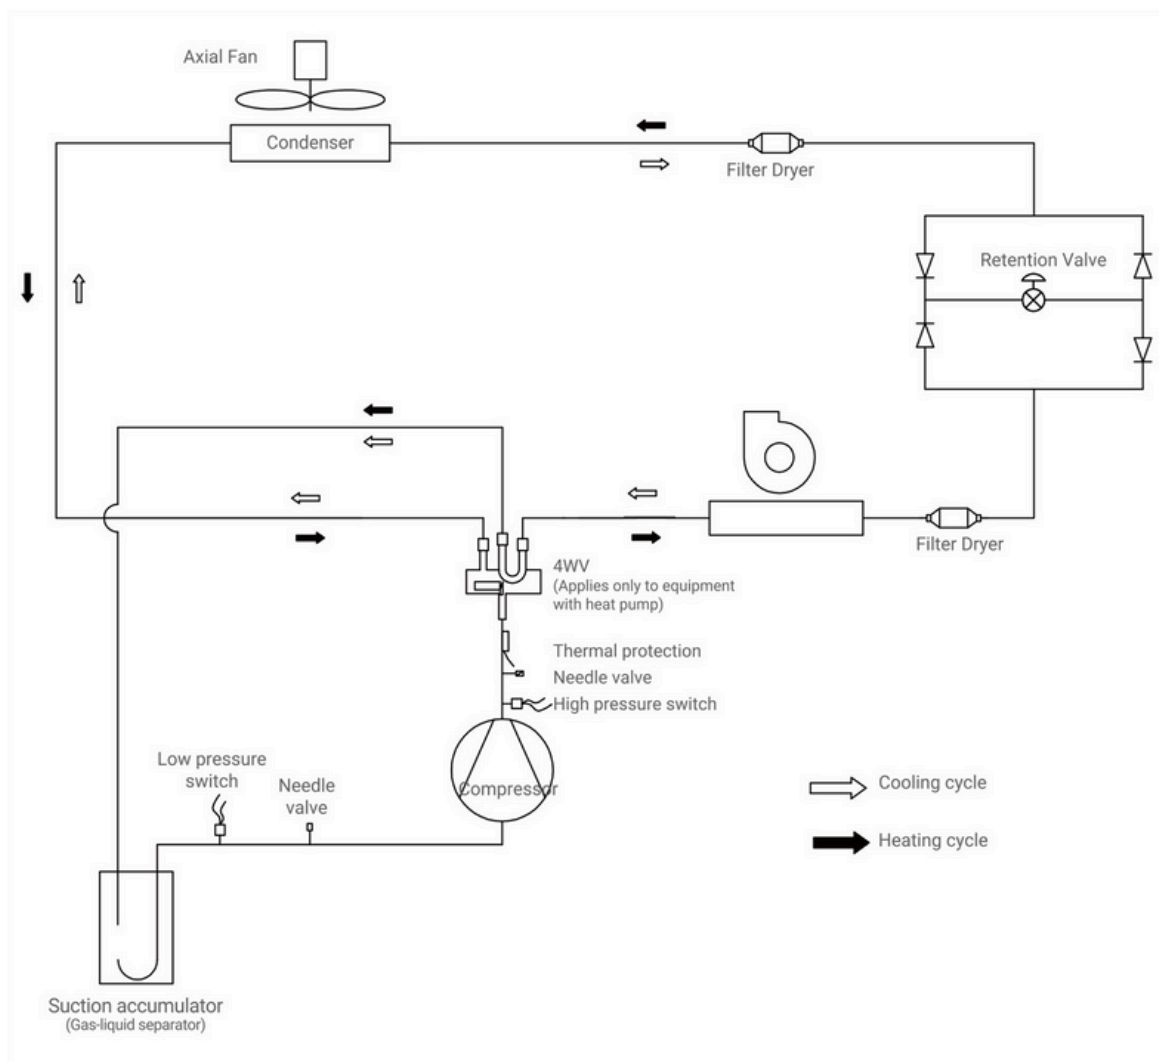 Axial Fan
Condenser
Filter Dryer
Retention Valve
Filter Dryer
4WV
(Applies only to equipment
with heat pump)
Thermal protection
Needle valve
High pressure switch
Low pressure
switch
Needle
valve
Compressor
Cooling cycle
Heating cycle
Suction accumulator
(Gas-liquid separator)